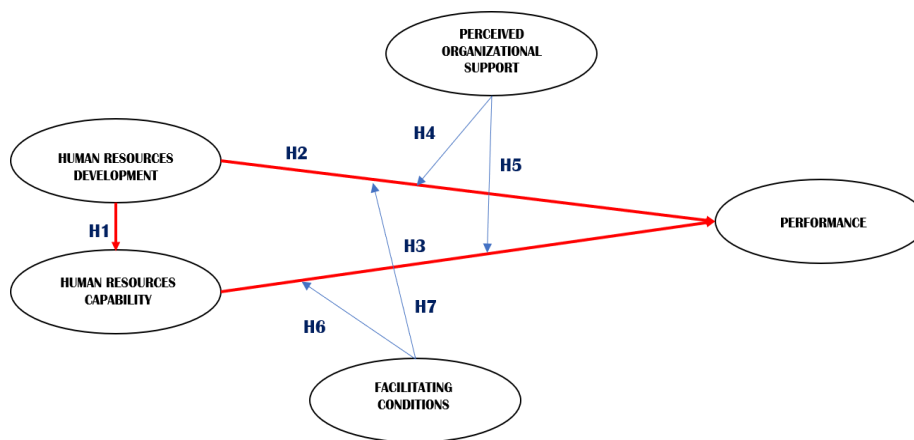 PERCEIVED
ORGANIZATIONAL
SUPPORT
H4
H2
HUMAN RESOURCES
DEVELOPMENT
H5
PERFORMANCE
H1
H3
HUMAN RESOURCES
CAPABILITY
H7
H6
FACILITATING
CONDITIONS